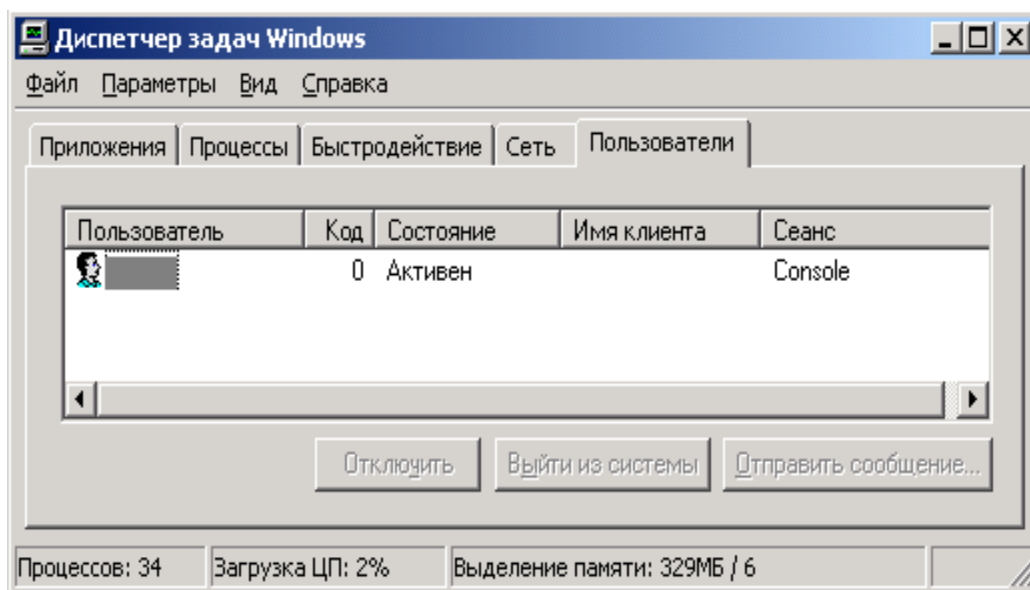 Диспетчер задач Windows
Файл Параметры Вид Справка
Приложения Процессы Быстродействие Сеть Пользователи
Пользователь Код Состояние Имя клиента Сеанс
0 Активен Console
Отключить Выйти из системы Отправить сообщение...
Процессов: 34 Загрузка ЦП: 2% Выделение памяти: 329МБ / 6